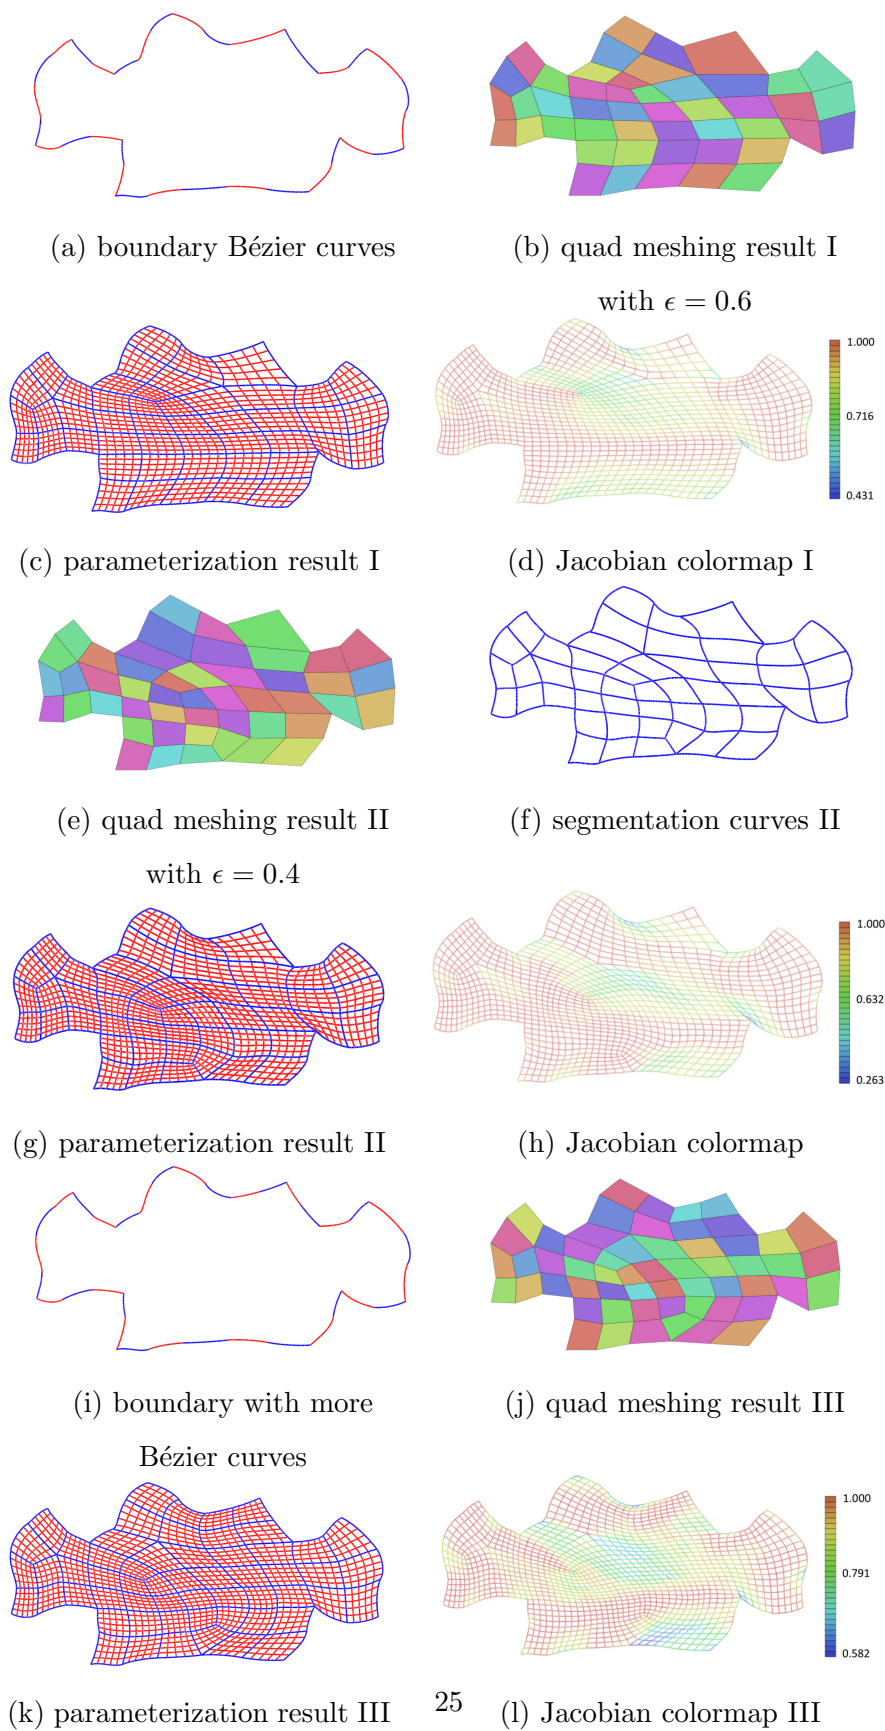 (a) boundary Bézier curves
(b) quad meshing result I
with ϵ = 0.6
1.000
0.716
0.431
(c) parameterization result I
(d) Jacobian colormap I
(e) quad meshing result II
with ϵ = 0.4
(f) segmentation curves II
1.000
0.632
0.263
(g) parameterization result II
(h) Jacobian colormap
(i) boundary with more
Bézier curves
(j) quad meshing result III
1.000
0.791
0.582
(k) parameterization result III
(l) Jacobian colormap III
25